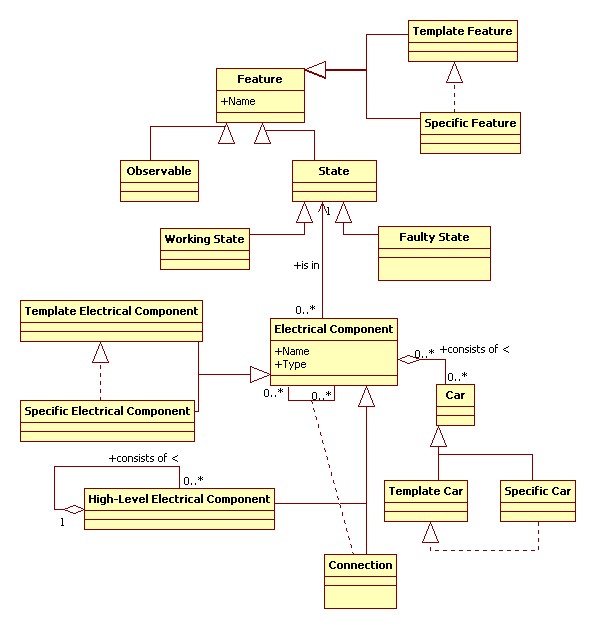 Template Feature
Feature
+Name
Specific Feature
Observable
State
1
Working State
Faulty State
+is in
0..*
Template Electrical Component
Electrical Component
+Name
+Type
+consists of <
0..*
0..*
Car
0..*
0..*
Specific Electrical Component
+consists of <
0..*
High-Level Electrical Component
1
Template Car
Specific Car
Connection